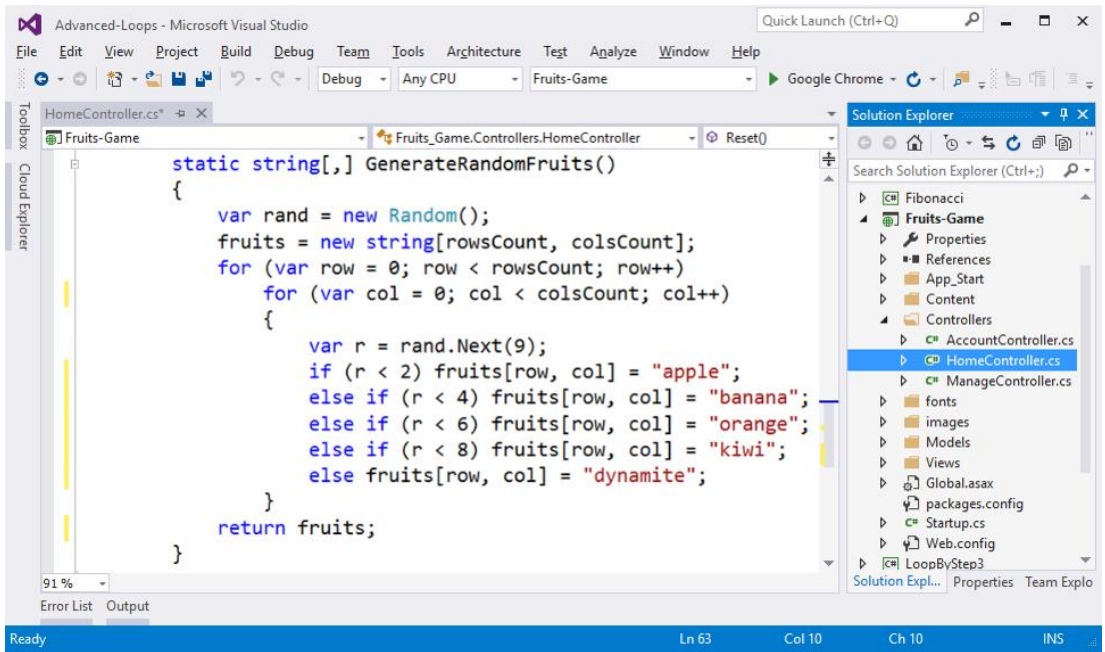 Advanced-Loops - Microsoft Visual Studio
Quick Launch (Ctrl+Q)
File Edit View Project Build Debug Team Tools Architecture Test Analyze Window Help
Debug Any CPU Fruits-Game Google Chrome
Toolbox
Cloud Explorer
HomeController.cs*
Fruits-Game Fruits_Game.Controllers.HomeController Reset()
static string[,] GenerateRandomFruits()
{
var rand = new Random();
fruits = new string[rowsCount, colsCount];
for (var row = 0; row < rowsCount; row++)
for (var col = 0; col < colsCount; col++)
{
var r = rand.Next(9);
if (r < 2) fruits[row, col] = "apple";
else if (r < 4) fruits[row, col] = "banana";
else if (r < 6) fruits[row, col] = "orange";
else if (r < 8) fruits[row, col] = "kiwi";
else fruits[row, col] = "dynamite";
}
return fruits;
}
91 %
Error List Output
Solution Explorer
Search Solution Explorer (Ctrl+;)
C# Fibonacci
Fruits-Game
Properties
References
App_Start
Content
Controllers
C# AccountController.cs
C# HomeController.cs
C# ManageController.cs
fonts
images
Models
Views
Global.asax
packages.config
C# Startup.cs
Web.config
C# LoopByStep3
Solution Expl... Properties Team Explo
Ready Ln 63 Col 10 Ch 10 INS